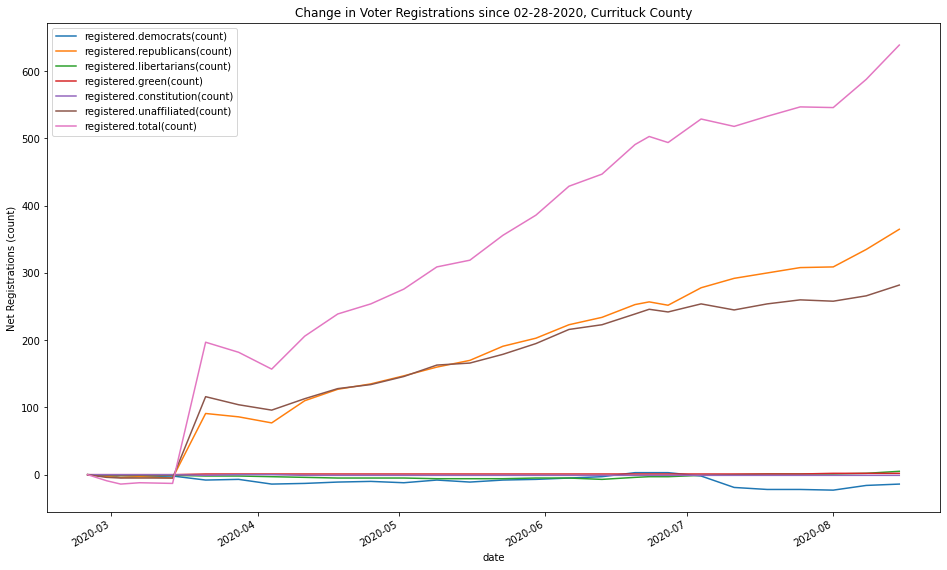 Change in Voter Registrations since 02-28-2020, Currituck County
registered.democrats(count)
registered.republicans(count)
registered.libertarians(count)
registered.green(count)
registered.constitution(count)
registered.unaffiliated(count)
registered.total(count)
Net Registrations (count)
600
500
400
300
200
100
0
2020-03
2020-04
2020-05
2020-06
2020-07
2020-08
date